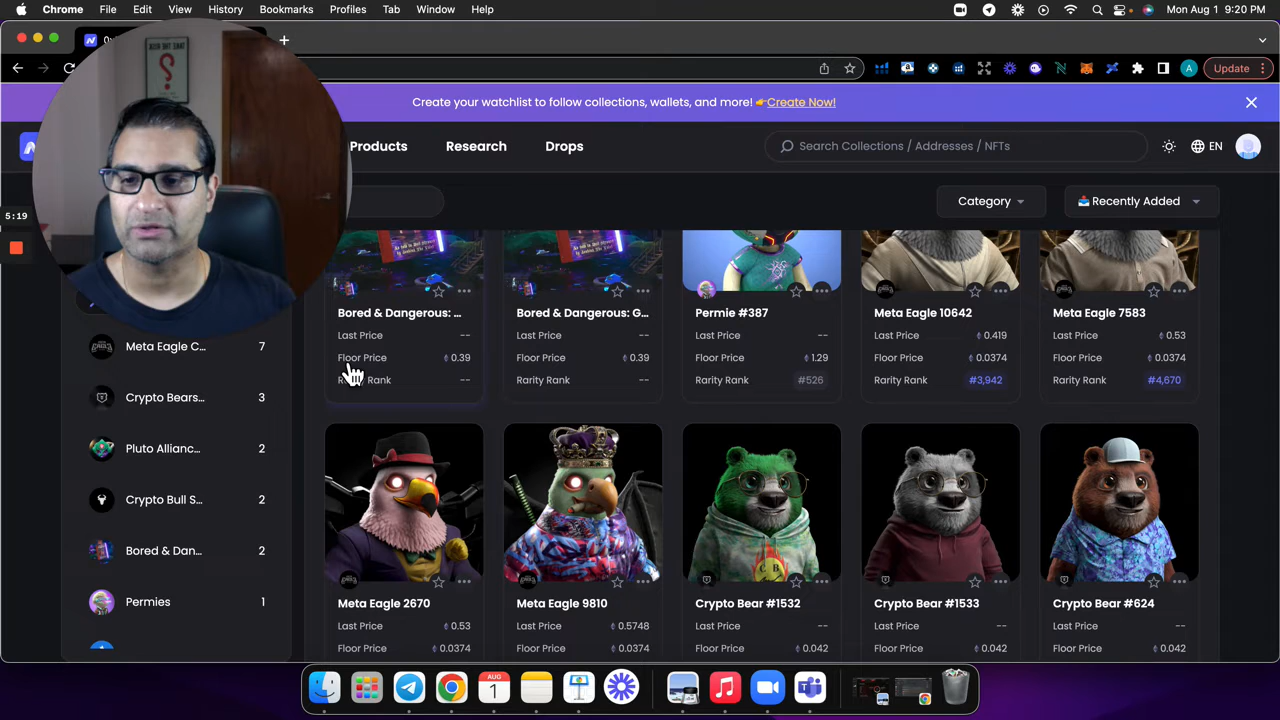 Chrome File Edit View History Bookmarks Profiles Tab Window Help Mon Aug 1 9:20 PM
Update
Create your watchlist to follow collections, wallets, and more! 👉Create Now!
Products Research Drops Search Collections / Addresses / NFTs EN
5:19
Category Recently Added
Bored & Dangerous: ... Bored & Dangerous: G... Permie #387 Meta Eagle 10642 Meta Eagle 7583
Last Price -- Last Price -- Last Price -- Last Price 0.419 Last Price 0.53
Floor Price 0.39 Floor Price 0.39 Floor Price 1.29 Floor Price 0.0374 Floor Price 0.0374
Rank -- Rarity Rank -- Rarity Rank #526 Rarity Rank #3,942 Rarity Rank #4,670
Meta Eagle C... 7
Crypto Bears... 3
Pluto Allianc... 2
Crypto Bull S... 2
Bored & Dan... 2
Permies 1
Meta Eagle 2670 Meta Eagle 9810 Crypto Bear #1532 Crypto Bear #1533 Crypto Bear #624
Last Price 0.53 Last Price 0.5748 Last Price -- Last Price -- Last Price --
Floor Price 0.0374 Floor Price 0.0374 Floor Price 0.042 Floor Price 0.042 Floor Price 0.042
AUG
1